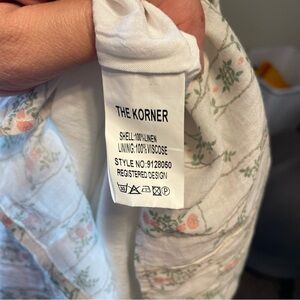 THE KORNER
SHELL:100%LINEN
LINING:100%VISCOSE
STYLE NO:9128050
REGISTERED DESIGN